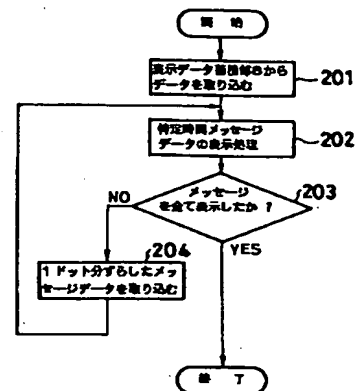 開 始
表示データ蓄積部8から
データを取り込む
201
特定時間メッセージ
データの表示処理
202
メッセージ
を全て表示したか ?
203
NO
YES
204
1 ドット分ずらしたメッ
セージデータを取り込む
終 了